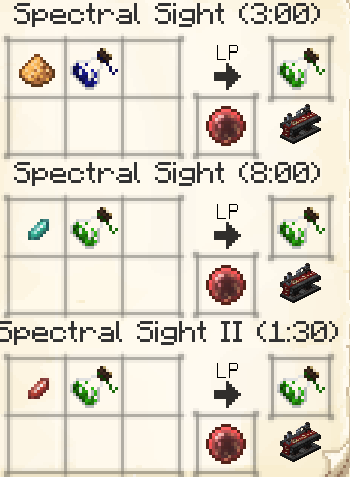 Spectral Sight (3:00)
LP
Spectral Sight (8:00)
LP
Spectral Sight II (1:30)
LP